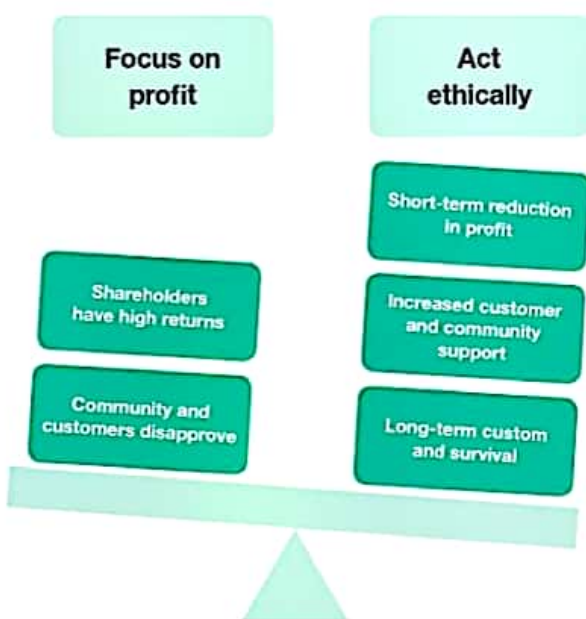 Focus on
profit
Act
ethically
Shareholders
have high returns
Community and
customers disapprove
Short-term reduction
in profit
Increased customer
and community
support
Long-term custom
and survival